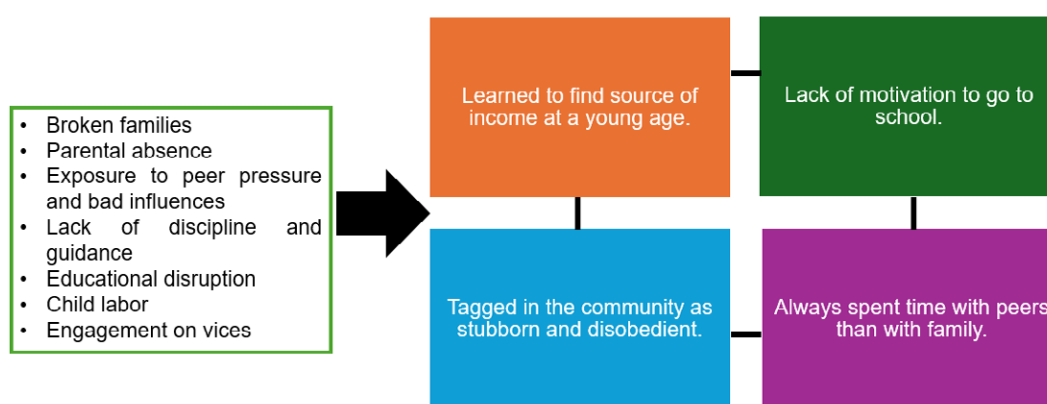 • Broken families
• Parental absence
• Exposure to peer pressure
and bad influences
• Lack of discipline and
guidance
• Educational disruption
• Child labor
• Engagement on vices
Learned to find source of
income at a young age.
Lack of motivation to go to
school.
Tagged in the community as
stubborn and disobedient.
Always spent time with peers
than with family.